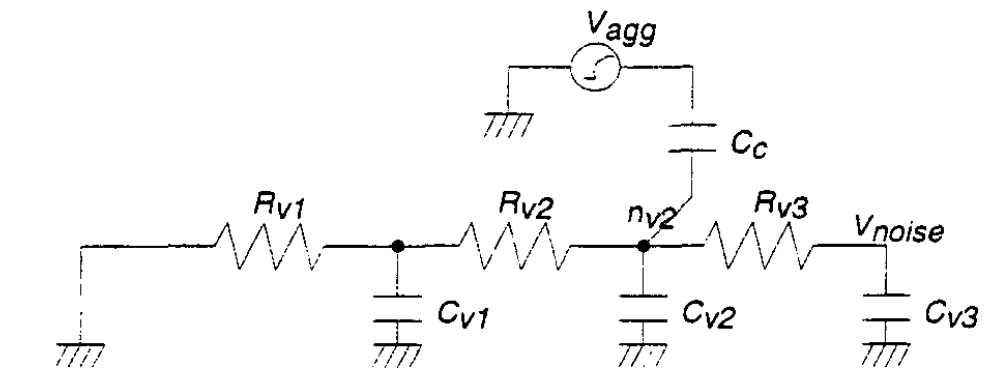 Vagg
Cc
Rv1
Rv2
nv2
Rv3
Vnoise
Cv1
Cv2
Cv3